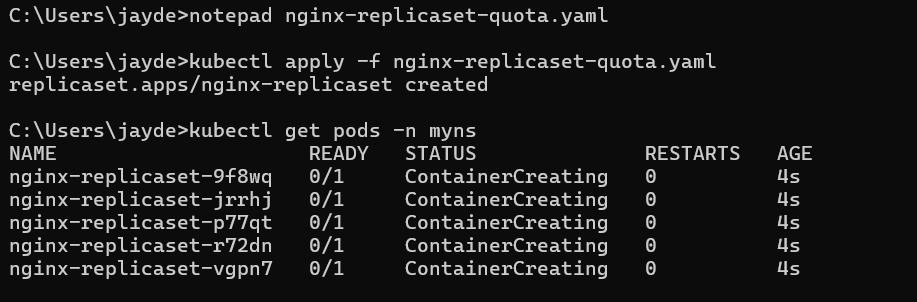 C:\Users\jayde>notepad nginx-replicaset-quota.yaml
C:\Users\jayde>kubectl apply -f nginx-replicaset-quota.yaml
replicaset.apps/nginx-replicaset created
C:\Users\jayde>kubectl get pods -n myns
NAME READY STATUS RESTARTS AGE
nginx-replicaset-9f8wq 0/1 ContainerCreating 0 4s
nginx-replicaset-jrrhj 0/1 ContainerCreating 0 4s
nginx-replicaset-p77qt 0/1 ContainerCreating 0 4s
nginx-replicaset-r72dn 0/1 ContainerCreating 0 4s
nginx-replicaset-vgpn7 0/1 ContainerCreating 0 4s